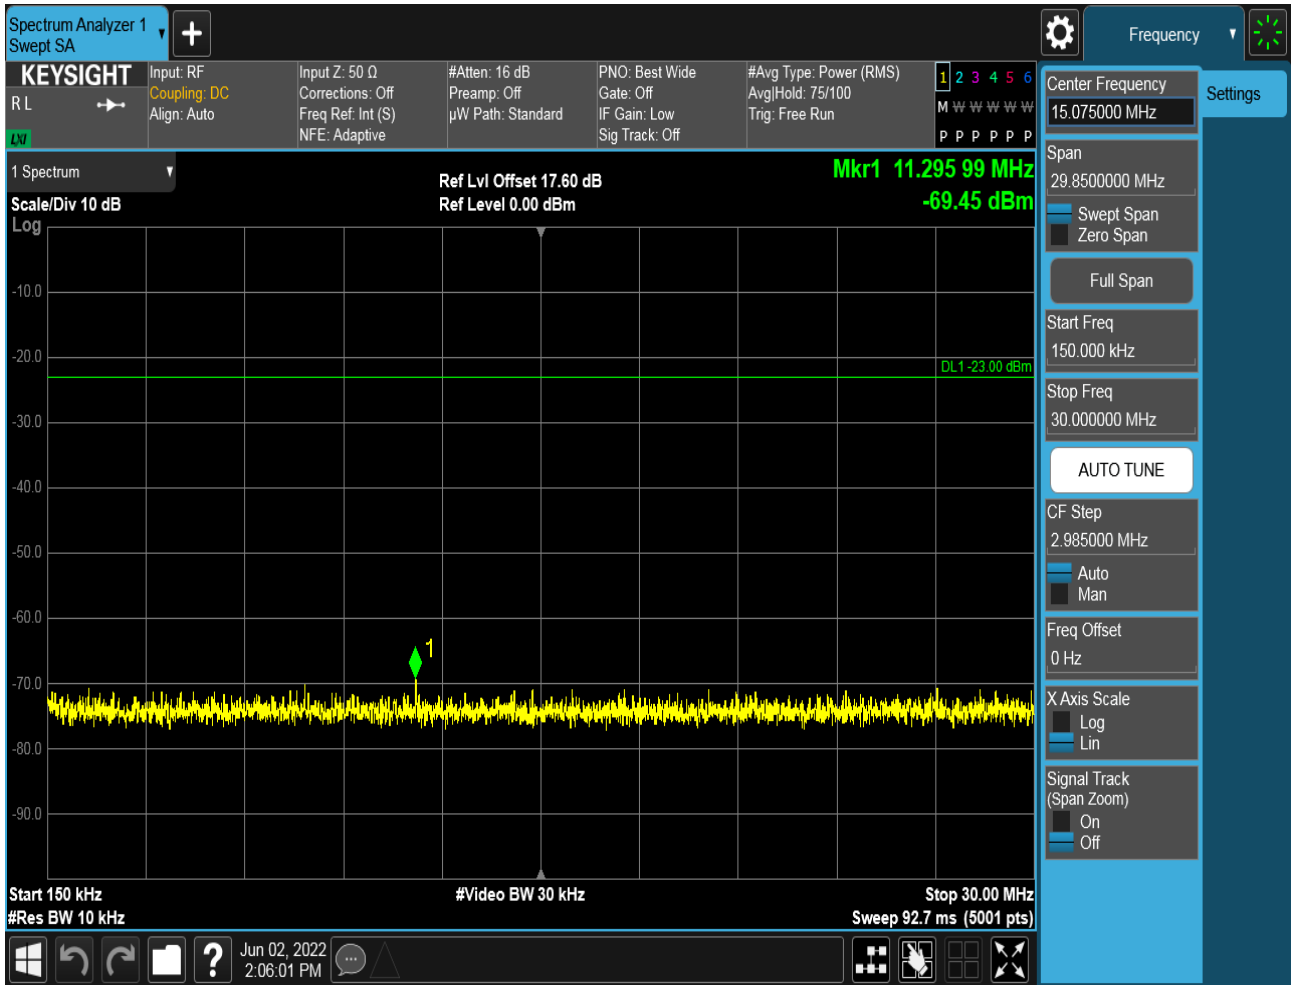 Spectrum Analyzer 1
Swept SA
Frequency
KEYSIGHT
R L
LXI
Input: RF
Coupling: DC
Align: Auto
Input Z: 50 Ω
Corrections: Off
Freq Ref: Int (S)
NFE: Adaptive
#Atten: 16 dB
Preamp: Off
µW Path: Standard
PNO: Best Wide
Gate: Off
IF Gain: Low
Sig Track: Off
#Avg Type: Power (RMS)
Avg|Hold: 75/100
Trig: Free Run
1 2 3 4 5 6
M W W W W W
P P P P P P
1 Spectrum
Scale/Div 10 dB
Log
Ref Lvl Offset 17.60 dB
Ref Level 0.00 dBm
Mkr1 11.295 99 MHz
-69.45 dBm
-10.0
-20.0
DL1 -23.00 dBm
-30.0
-40.0
-50.0
-60.0
1
-70.0
-80.0
-90.0
Start 150 kHz
#Res BW 10 kHz
#Video BW 30 kHz
Stop 30.00 MHz
Sweep 92.7 ms (5001 pts)
Center Frequency
15.075000 MHz
Settings
Span
29.8500000 MHz
Swept Span
Zero Span
Full Span
Start Freq
150.000 kHz
Stop Freq
30.000000 MHz
AUTO TUNE
CF Step
2.985000 MHz
Auto
Man
Freq Offset
0 Hz
X Axis Scale
Log
Lin
Signal Track
(Span Zoom)
On
Off
?
Jun 02, 2022
2:06:01 PM